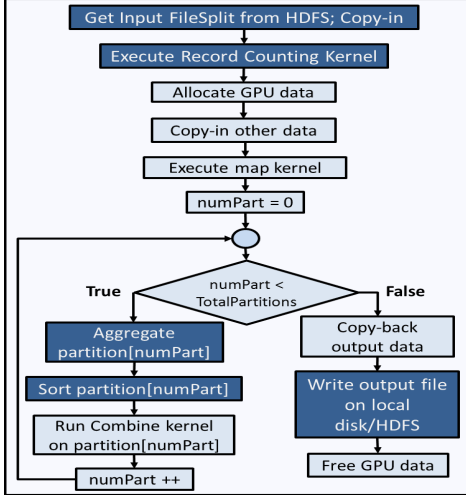 Get Input FileSplit from HDFS; Copy-in
Execute Record Counting Kernel
Allocate GPU data
Copy-in other data
Execute map kernel
numPart = 0
numPart <
TotalPartitions
True
False
Aggregate
partition[numPart]
Sort partition[numPart]
Run Combine kernel
on partition[numPart]
numPart ++
Copy-back
output data
Write output file
on local
disk/HDFS
Free GPU data